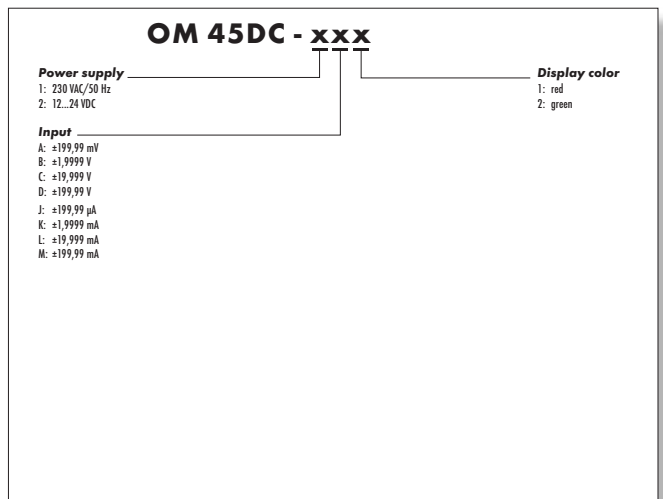 OM 45DC - xxx
Power supply
1: 230 VAC/50 Hz
2: 12...24 VDC
Input
A: ±199,99 mV
B: ±1,9999 V
C: ±19,999 V
D: ±199,99 V
J: ±199,99 µA
K: ±1,9999 mA
L: ±19,999 mA
M: ±199,99 mA
Display color
1: red
2: green